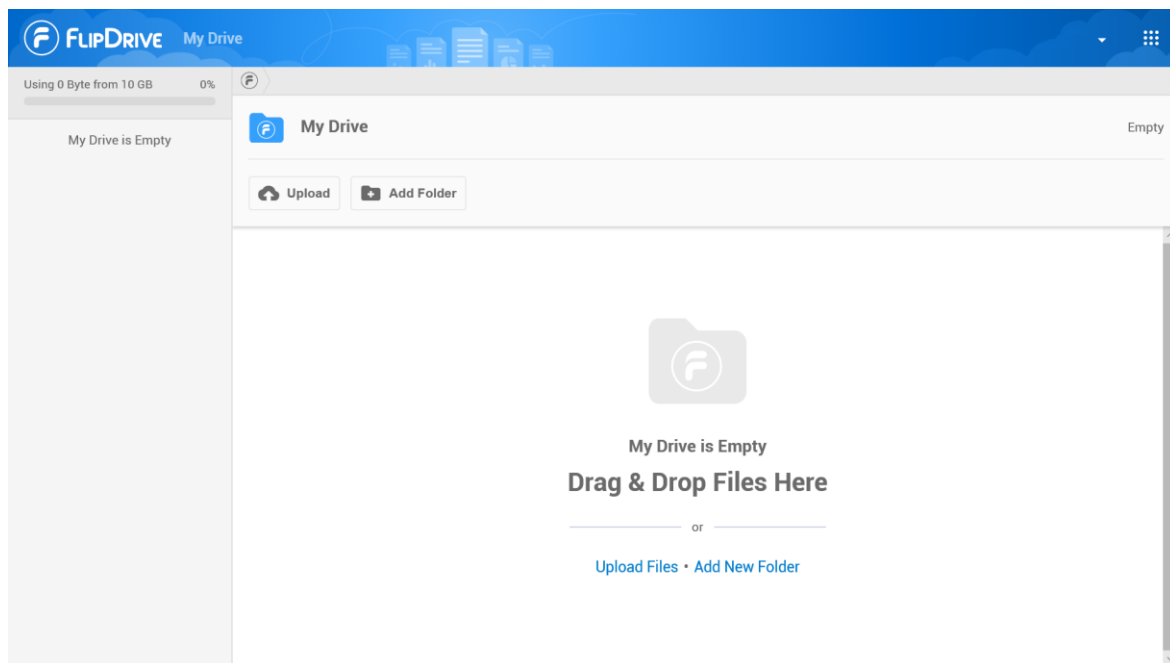 FLIPDRIVE My Drive
Using 0 Byte from 10 GB 0%
My Drive is Empty
My Drive Empty
Upload Add Folder
My Drive is Empty
Drag & Drop Files Here
or
Upload Files • Add New Folder